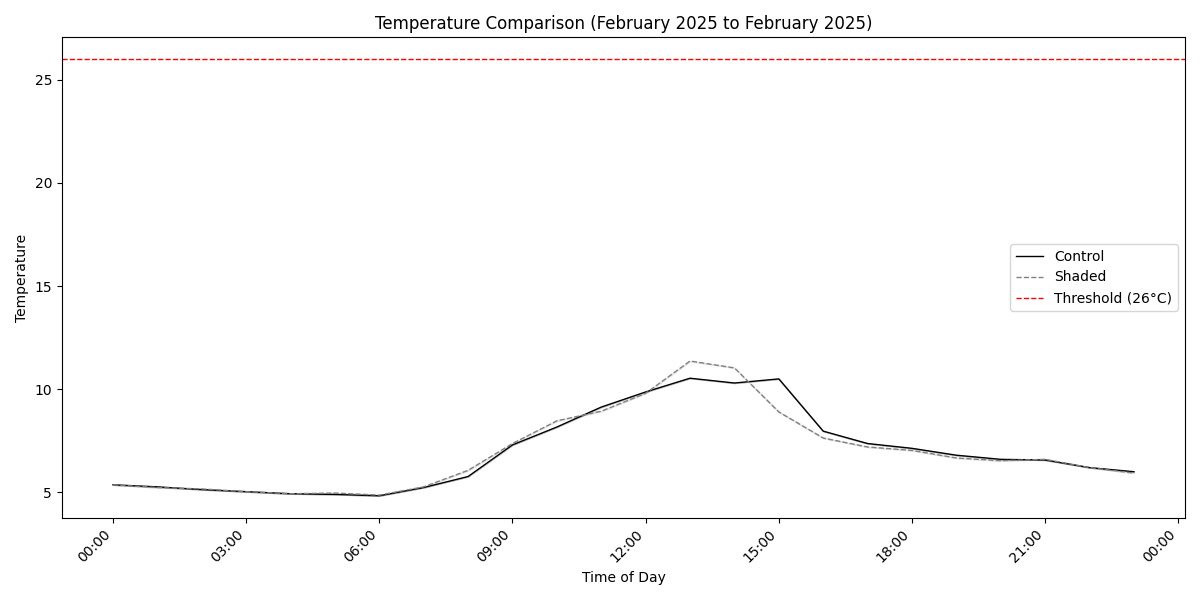 Temperature Comparison (February 2025 to February 2025)
25
20
15
10
5
Temperature
Control
Shaded
Threshold (26°C)
00:00
03:00
06:00
09:00
12:00
15:00
18:00
21:00
00:00
Time of Day